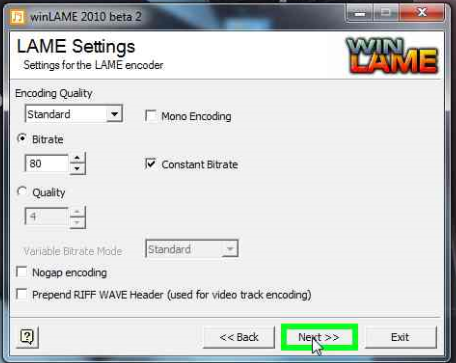 winLAME 2010 beta 2
LAME Settings
Settings for the LAME encoder
WIN
LAME
Encoding Quality
Standard
Mono Encoding
Bitrate
80
Constant Bitrate
Quality
4
Variable Bitrate Mode
Standard
Nogap encoding
Prepend RIFF WAVE Header (used for video track encoding)
?
<< Back
Next >>
Exit